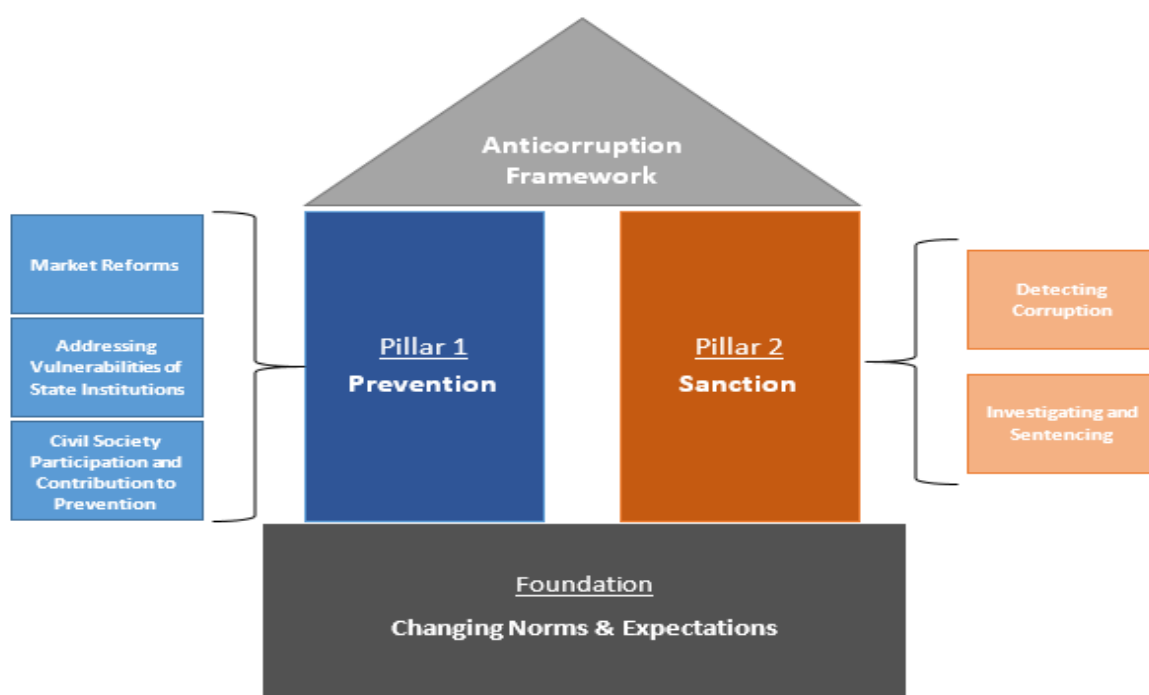 Anticorruption
Framework
Market Reforms
Addressing
Vulnerabilities of
State Institutions
Civil Society
Participation and
Contribution to
Prevention
Pillar 1
Prevention
Pillar 2
Sanction
Detecting
Corruption
Investigating and
Sentencing
Foundation
Changing Norms & Expectations